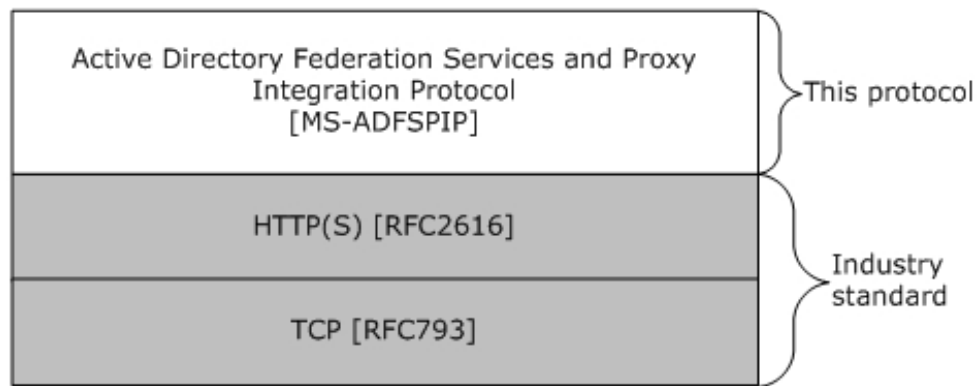 Active Directory Federation Services and Proxy
Integration Protocol
[MS-ADFSPIP]
This protocol
HTTP(S) [RFC2616]
TCP [RFC793]
Industry
standard